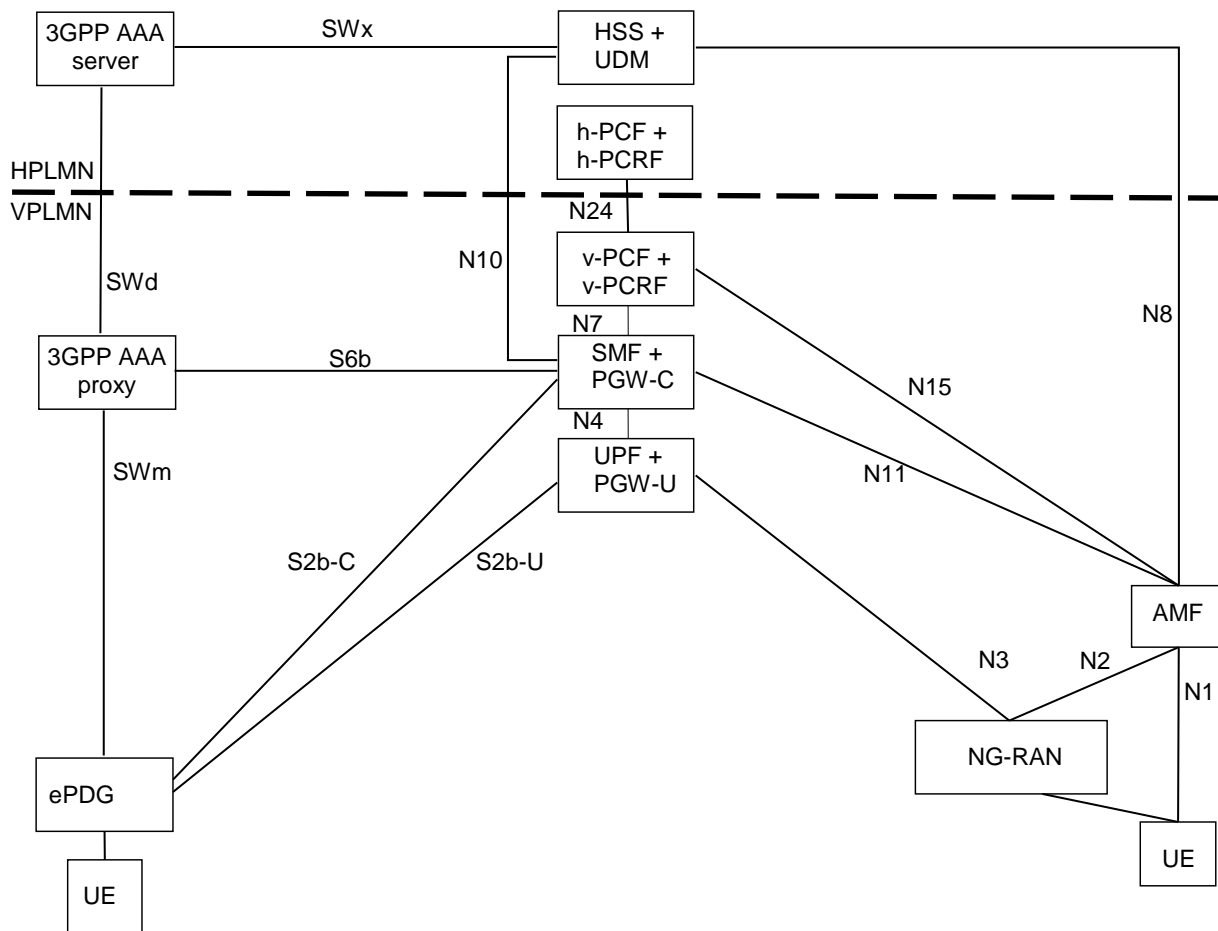 3GPP AAA
server
SWx
HSS +
UDM
h-PCF +
h-PCRF
HPLMN
VPLMN
N24
N10
v-PCF +
v-PCRF
SWd
N8
N7
3GPP AAA
proxy
S6b
SMF +
PGW-C
N15
N4
SWm
UPF +
PGW-U
N11
S2b-C
S2b-U
AMF
N3
N2
N1
NG-RAN
ePDG
UE
UE